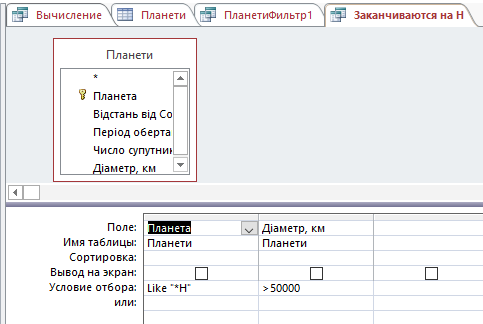 Вычисление Планети ПланетиФильтр1 Заканчиваются на Н
Планети
*
Планета
Відстань від Со
Період оберта
Число супутник
Діаметр, км
Поле: Планета Діаметр, км
Имя таблицы: Планети Планети
Сортировка:
Вывод на экран:
Условие отбора: Like "*Н" >50000
или: